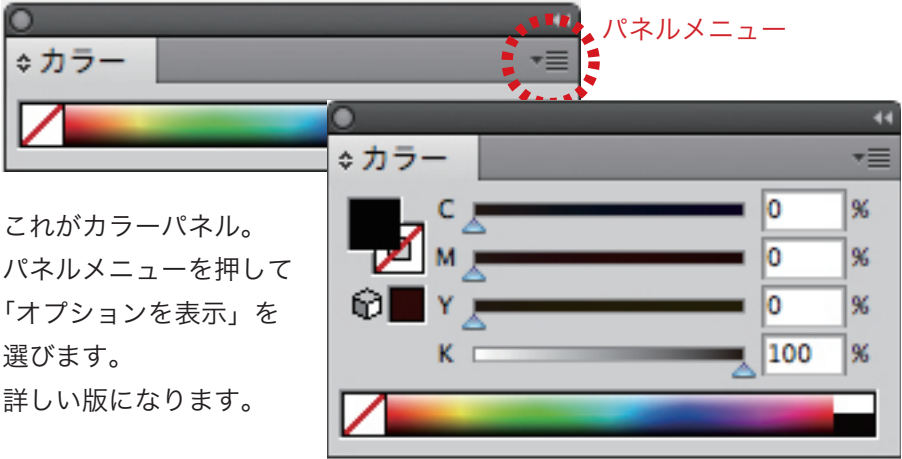 カラー
パネルメニュー
カラー
C 0 %
M 0 %
Y 0 %
K 100 %
これがカラーパネル。
パネルメニューを押して
「オプションを表示」を
選びます。
詳しい版になります。